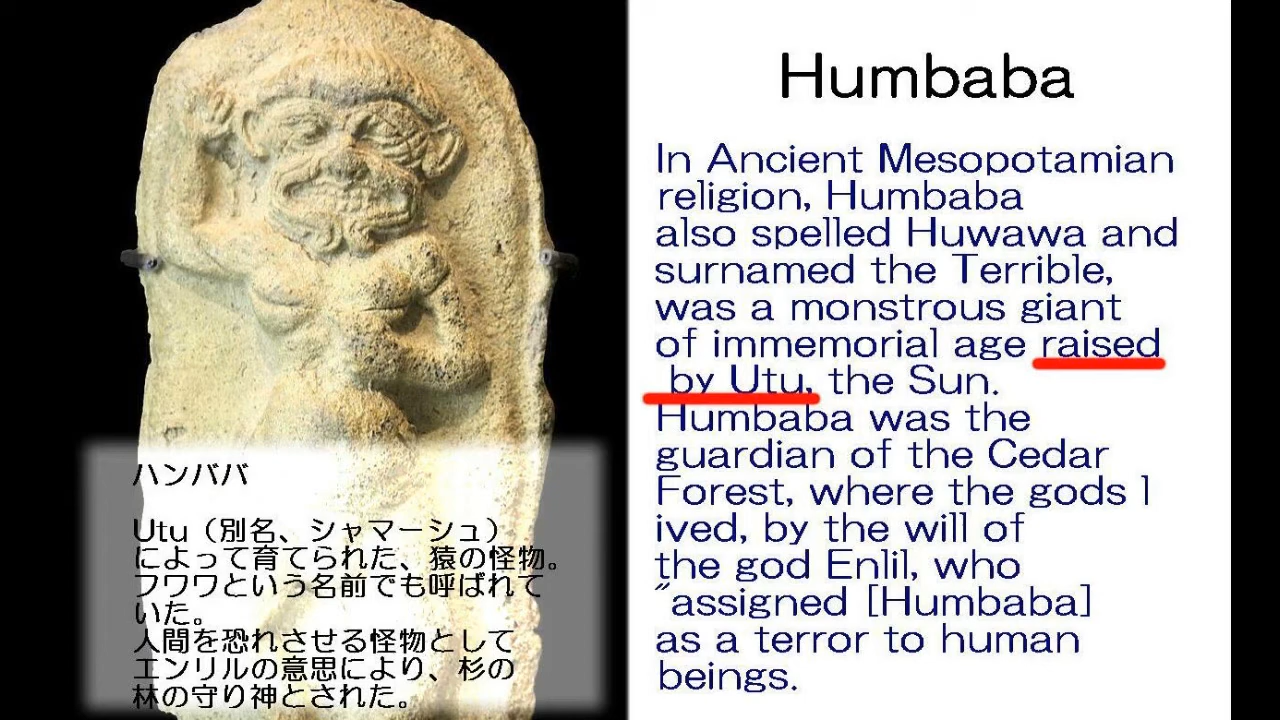 Humbaba
In Ancient Mesopotamian
religion, Humbaba
also spelled Huwawa and
surnamed the Terrible,
was a monstrous giant
of immemorial age raised
by Utu, the Sun.
Humbaba was the
guardian of the Cedar
Forest, where the gods l
ived, by the will of
the god Enlil, who
"assigned [Humbaba]
as a terror to human
beings.
ハンババ
Utu（別名、シャマーシュ）
によって育てられた、猿の怪物。
フワワという名前でも呼ばれて
いた。
人間を恐れさせる怪物として
エンリルの意思により、杉の
林の守り神とされた。